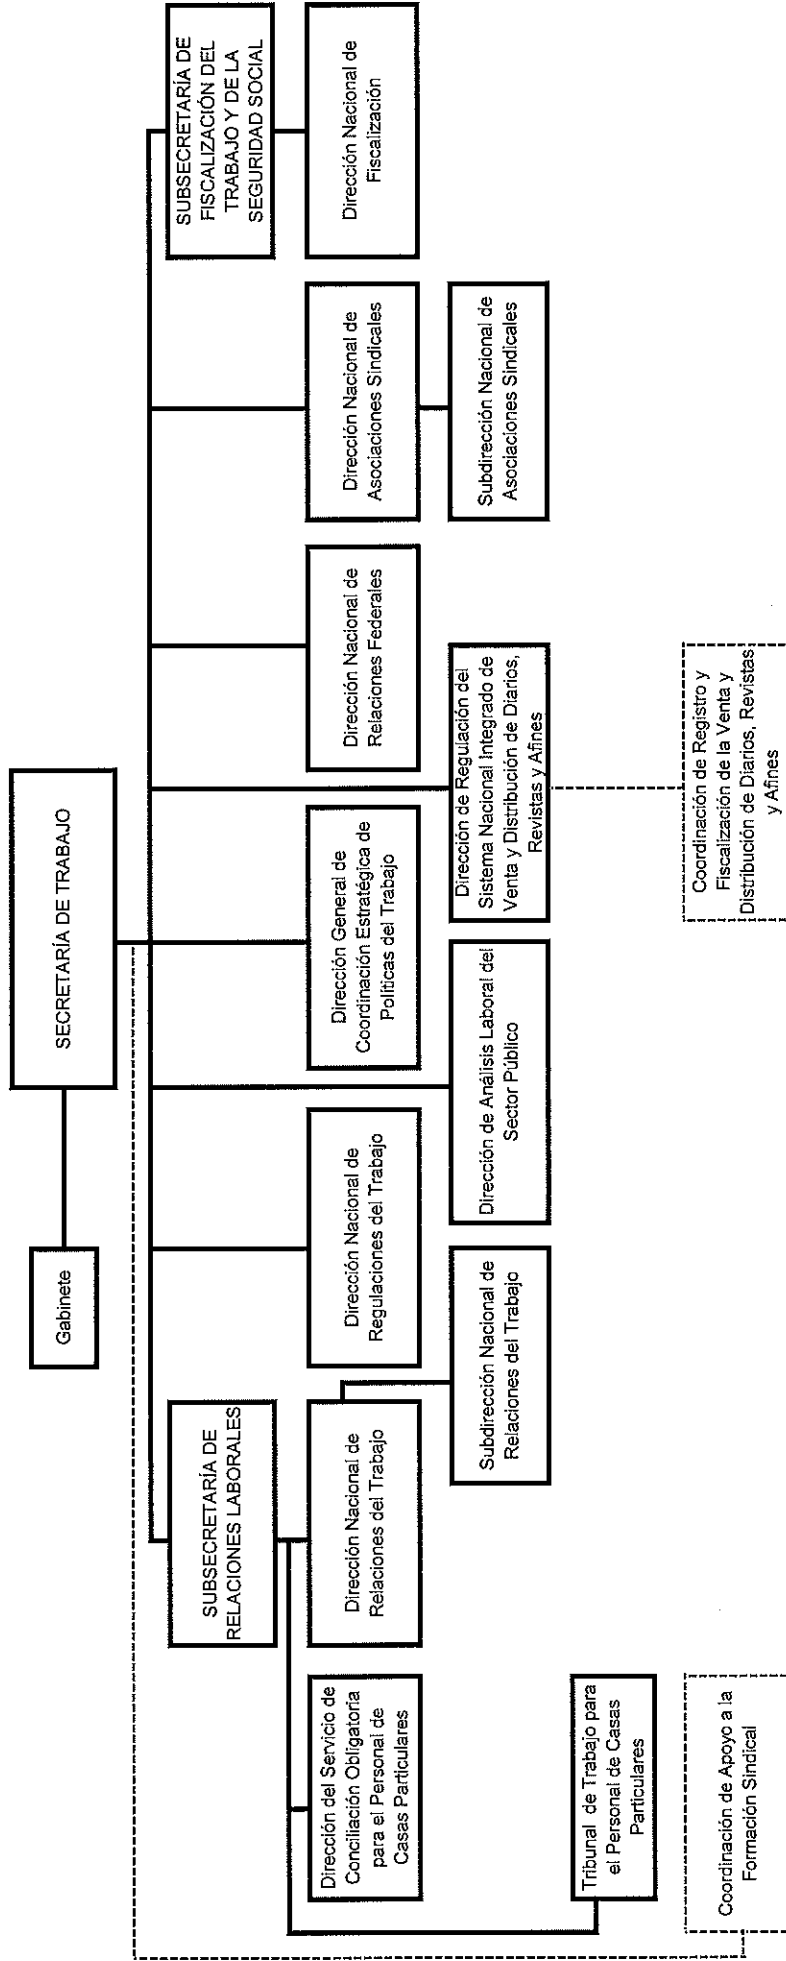 SECRETARÍA DE TRABAJO
Gabinete
SUBSECRETARÍA DE
RELACIONES LABORALES
SUBSECRETARÍA DE
FISCALIZACIÓN DEL
TRABAJO Y DE LA
SEGURIDAD SOCIAL
Dirección del Servicio de
Conciliación Obligatoria
para el Personal de
Casas Particulares
Dirección Nacional de
Relaciones del Trabajo
Dirección Nacional de
Regulaciones del Trabajo
Dirección General de
Coordinación Estratégica de
Políticas del Trabajo
Dirección Nacional de
Relaciones Federales
Dirección Nacional de
Asociaciones Sindicales
Dirección Nacional de
Fiscalización
Subdirección Nacional de
Relaciones del Trabajo
Dirección de Análisis Laboral del
Sector Público
Dirección de Regulación del
Sistema Nacional Integrado de
Venta y Distribución de Diarios,
Revistas y Afines
Subdirección Nacional de
Asociaciones Sindicales
Tribunal de Trabajo para
el Personal de Casas
Particulares
Coordinación de Apoyo a la
Formación Sindical
Coordinación de Registro y
Fiscalización de la Venta y
Distribución de Diarios, Revistas
y Afines